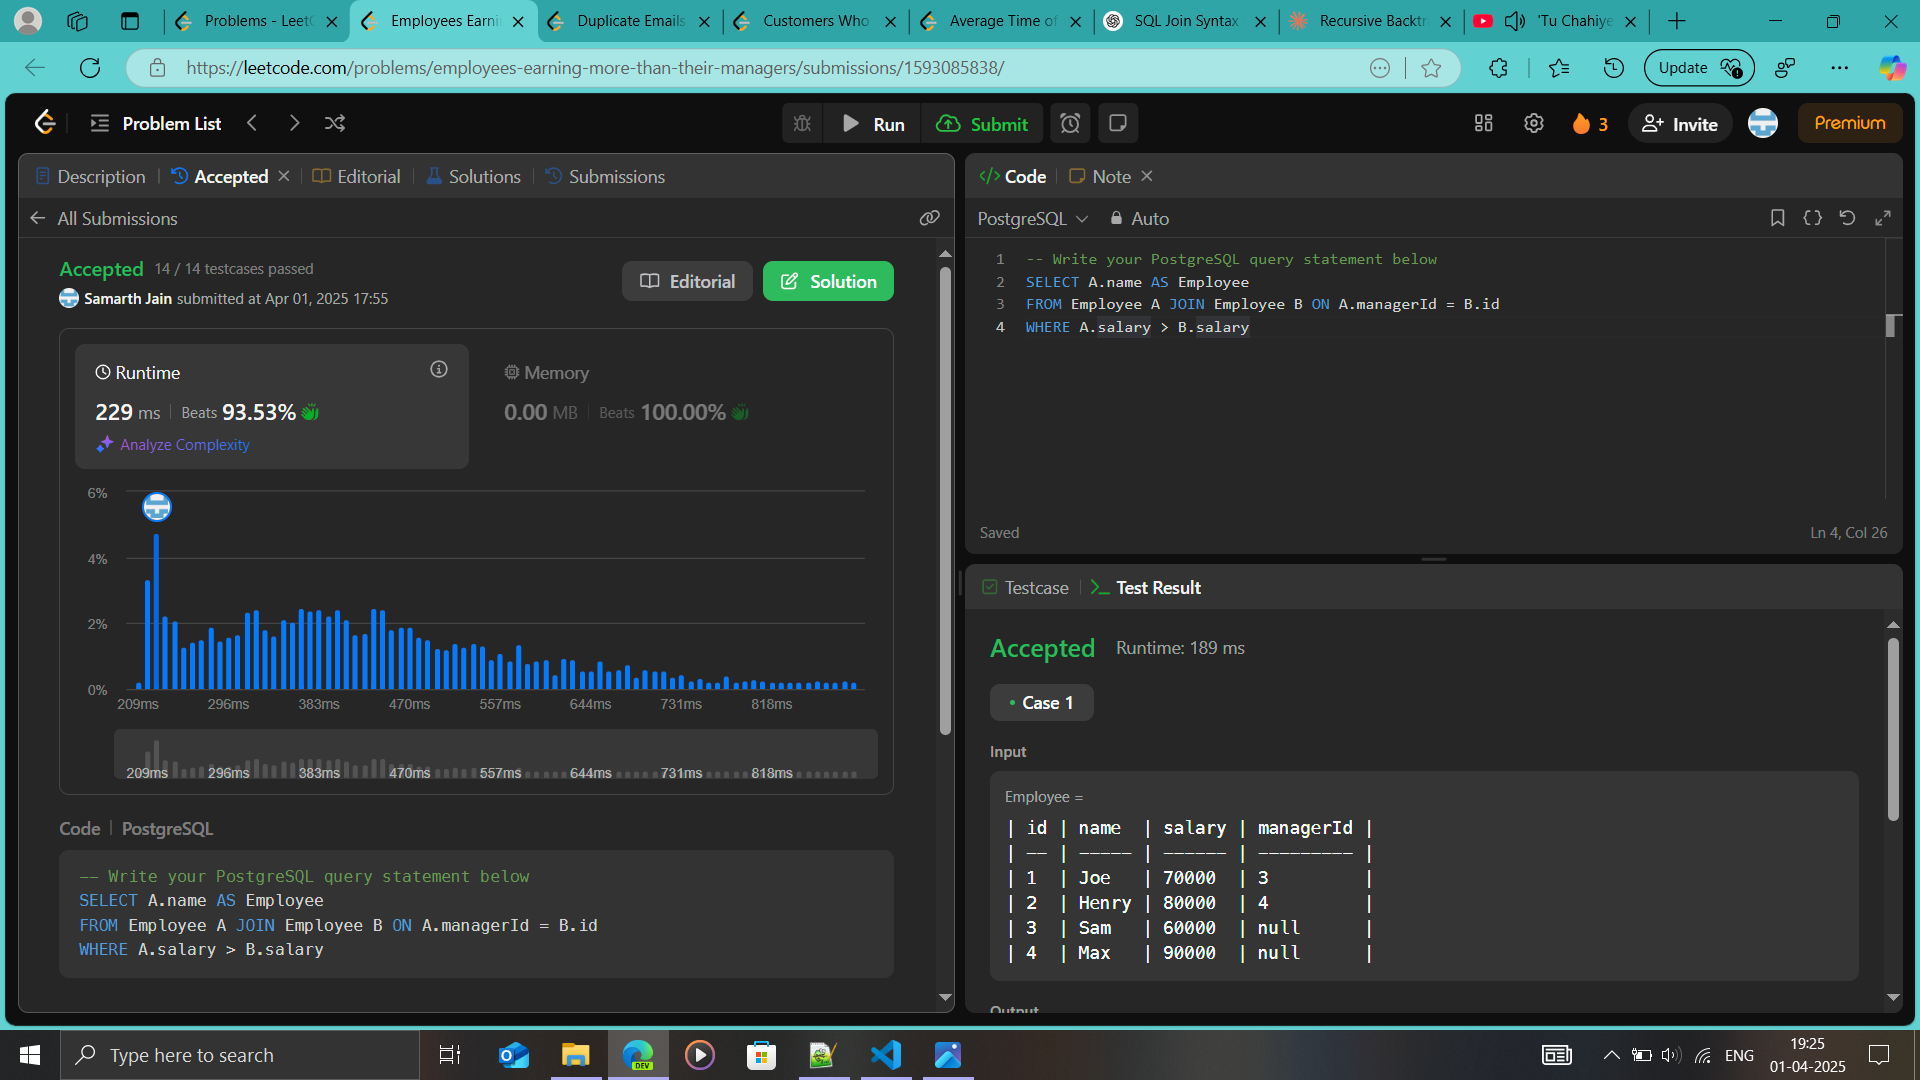 Problems - Leet
Employees Earni
Duplicate Emails
Customers Who
Average Time of
SQL Join Syntax
Recursive Backtr
'Tu Chahiye
https://leetcode.com/problems/employees-earning-more-than-their-managers/submissions/1593085838/
Update
Problem List
Run
Submit
3
Invite
Premium
Description
Accepted
Editorial
Solutions
Submissions
All Submissions
Accepted 14 / 14 testcases passed
Samarth Jain submitted at Apr 01, 2025 17:55
Editorial
Solution
Runtime
229 ms Beats 93.53%
Analyze Complexity
Memory
0.00 MB Beats 100.00%
6%
4%
2%
0%
209ms 296ms 383ms 470ms 557ms 644ms 731ms 818ms
209ms 296ms 383ms 470ms 557ms 644ms 731ms 818ms
Code | PostgreSQL
-- Write your PostgreSQL query statement below
SELECT A.name AS Employee
FROM Employee A JOIN Employee B ON A.managerId = B.id
WHERE A.salary > B.salary
</> Code
Note
PostgreSQL
Auto
1 -- Write your PostgreSQL query statement below
2 SELECT A.name AS Employee
3 FROM Employee A JOIN Employee B ON A.managerId = B.id
4 WHERE A.salary > B.salary
Saved
Ln 4, Col 26
Testcase
Test Result
Accepted Runtime: 189 ms
• Case 1
Input
Employee =
| id | name  | salary | managerId |
| -- | ----- | ------ | --------- |
| 1  | Joe   | 70000  | 3         |
| 2  | Henry | 80000  | 4         |
| 3  | Sam   | 60000  | null      |
| 4  | Max   | 90000  | null      |
Output
Type here to search
DEV
ENG
19:25
01-04-2025